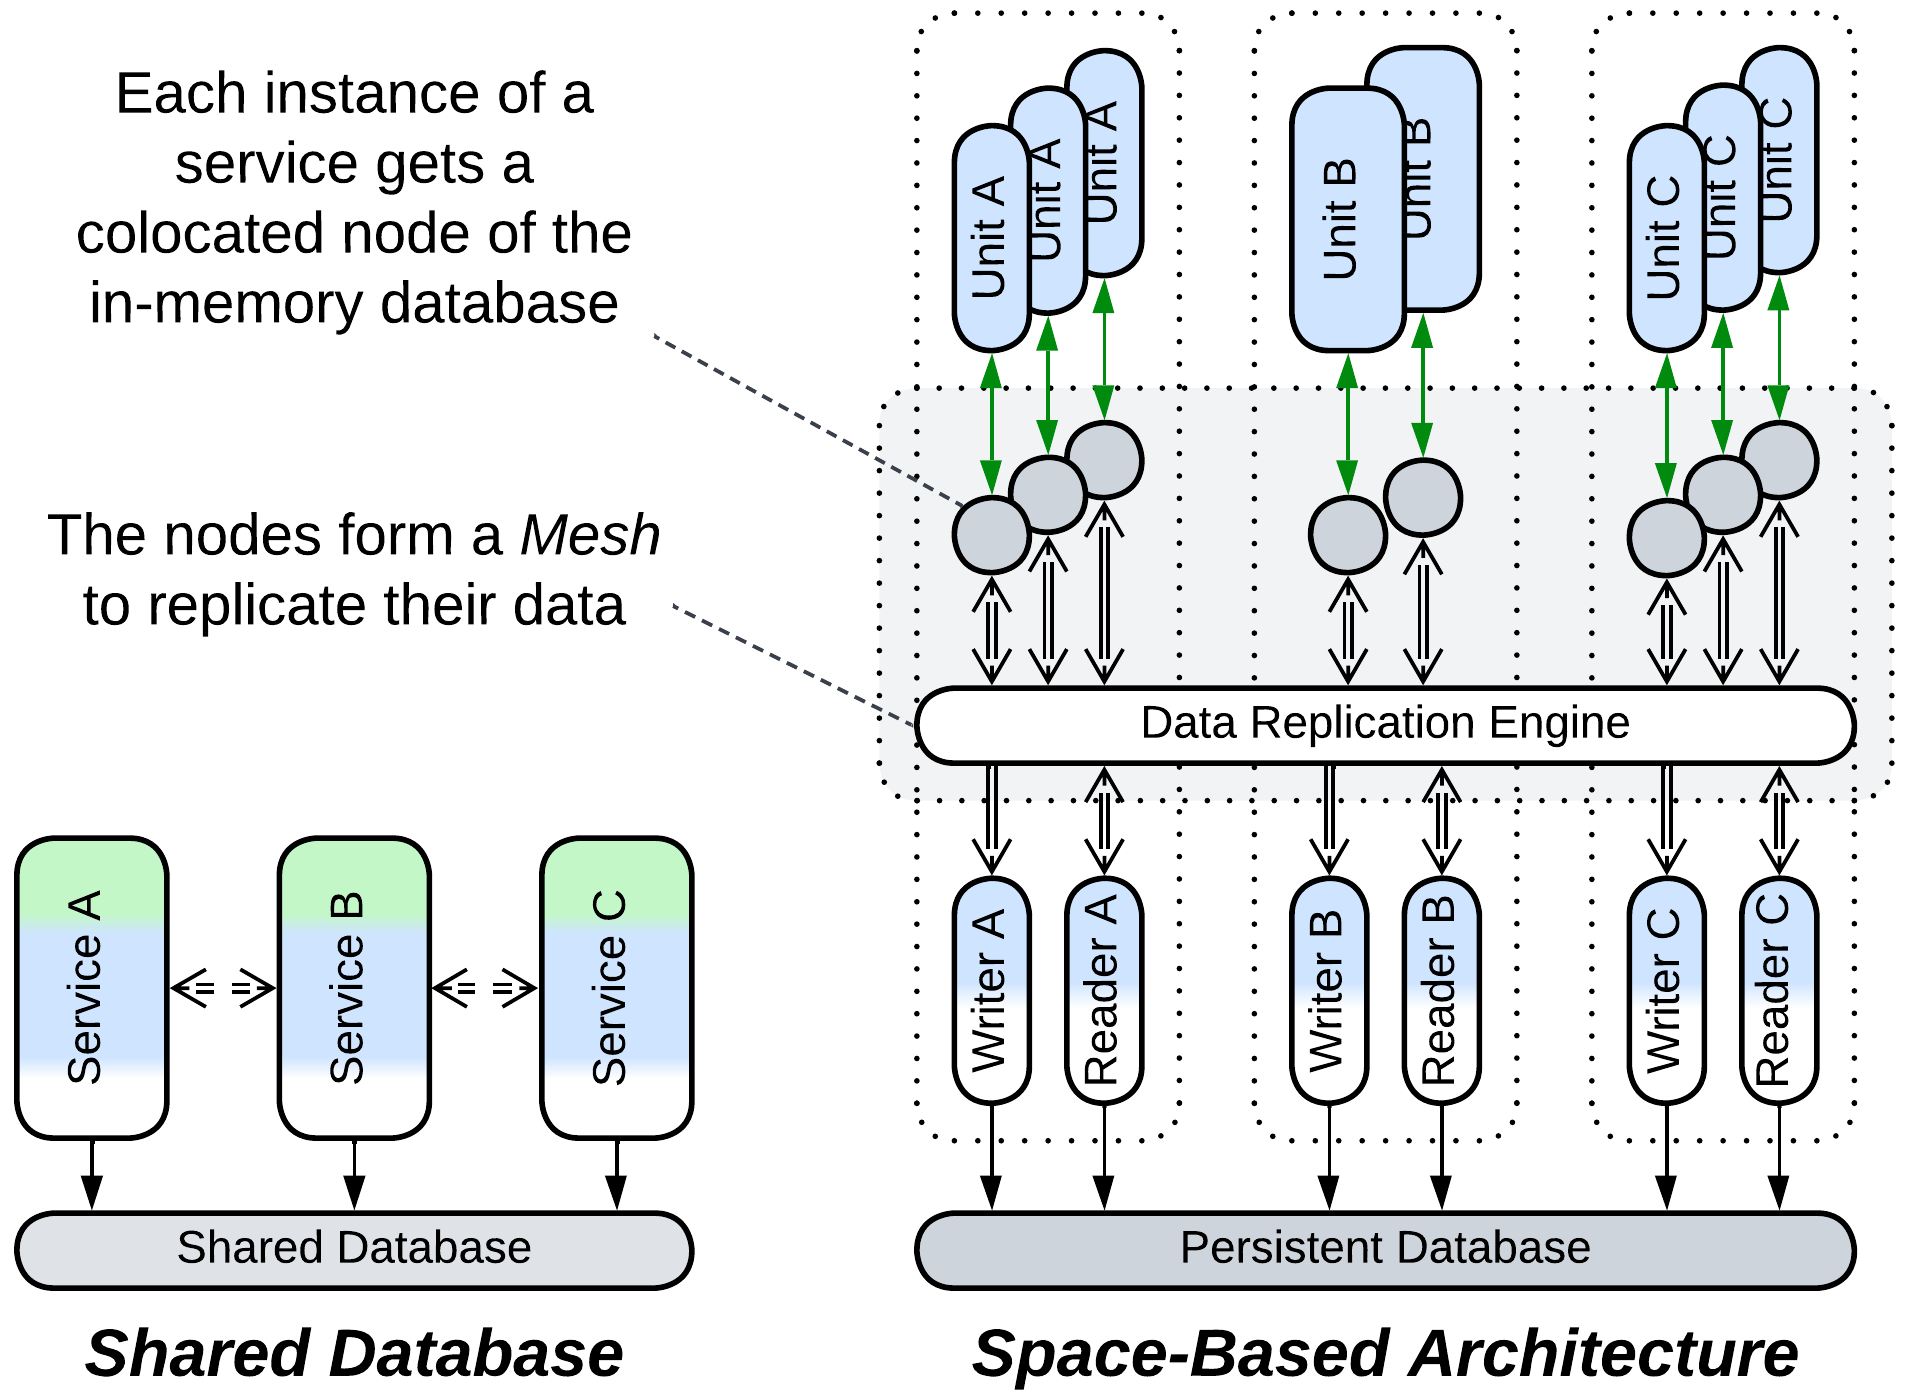 Each instance of a
service gets a
colocated node of the
in-memory database
The nodes form a Mesh
to replicate their data
Service A
Service B
Service C
Shared Database
Shared Database
Unit A
Unit A
Unit A
Unit B
Unit B
Unit C
Unit C
Unit C
Data Replication Engine
Writer A
Reader A
Writer B
Reader B
Writer C
Reader C
Persistent Database
Space-Based Architecture